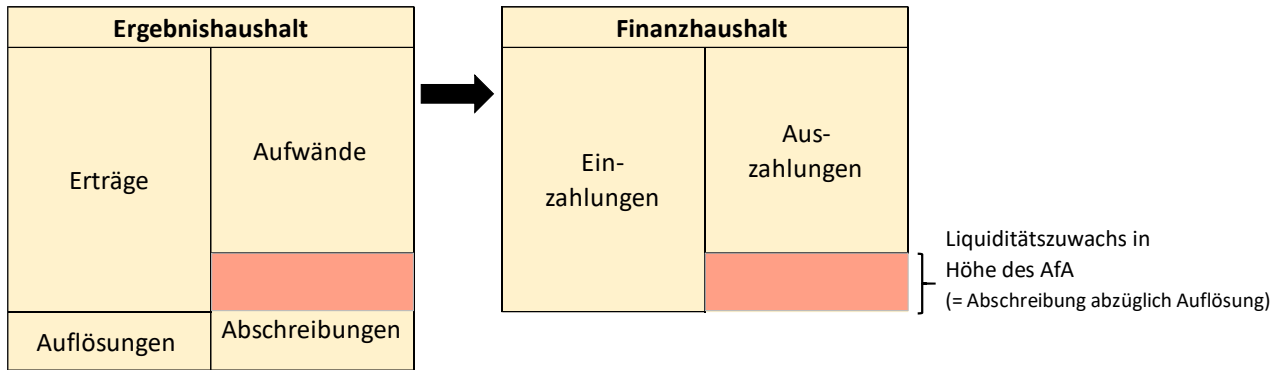 Ergebnishaushalt
Erträge
Aufwände
Auflösungen
Abschreibungen
Finanzhaushalt
Ein-
zahlungen
Aus-
zahlungen
Liquiditätszuwachs in
Höhe des AfA
(= Abschreibung abzüglich Auflösung)